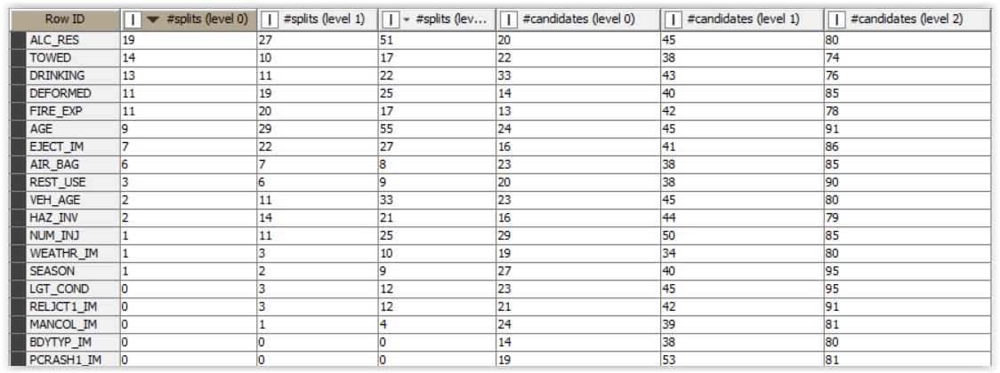 Row ID #splits (level 0) #splits (level 1) #splits (lev... #candidates (level 0) #candidates (level 1) #candidates (level 2)
ALC_RES 19 27 51 20 45 80
TOWED 14 10 17 22 38 74
DRINKING 13 11 22 33 43 76
DEFORMED 11 19 25 14 40 85
FIRE_EXP 11 20 17 13 42 78
AGE 9 29 55 24 45 91
EJECT_IM 7 22 27 16 41 86
AIR_BAG 6 7 8 23 38 85
REST_USE 3 6 9 20 38 90
VEH_AGE 2 11 33 23 45 80
HAZ_INV 2 14 21 16 44 79
NUM_INJ 1 11 25 29 50 85
WEATHR_IM 1 3 10 19 34 80
SEASON 1 2 9 27 40 95
LGT_COND 0 3 12 23 45 95
RELJCT1_IM 0 3 12 21 42 91
MANCOL_IM 0 1 4 24 39 81
BDYTYP_IM 0 0 0 14 38 80
PCRASH1_IM 0 0 0 19 53 81